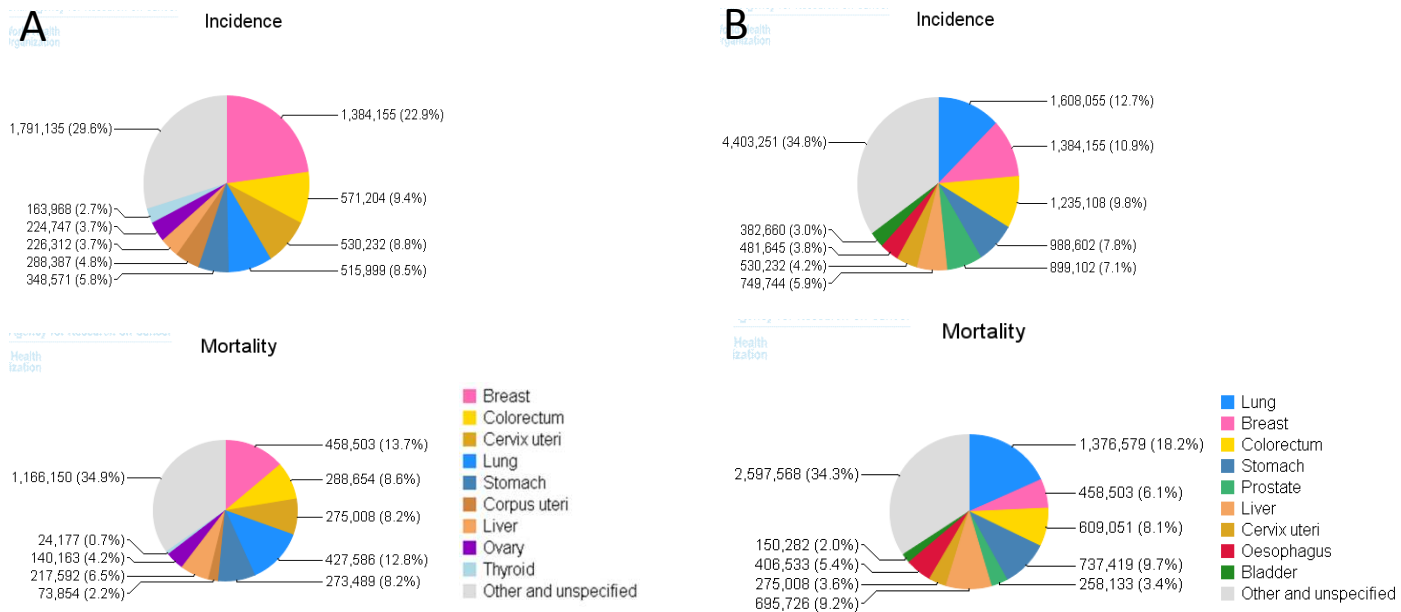 A
Incidence
1,384,155 (22.9%)
1,791,135 (29.6%)
571,204 (9.4%)
163,968 (2.7%)
224,747 (3.7%)
226,312 (3.7%)
288,387 (4.8%)
348,571 (5.8%)
530,232 (8.8%)
515,999 (8.5%)
Agency for Research on Cancer
Health
ization
Mortality
458,503 (13.7%)
1,166,150 (34.9%)
288,654 (8.6%)
275,008 (8.2%)
24,177 (0.7%)
140,163 (4.2%)
217,592 (6.5%)
73,854 (2.2%)
427,586 (12.8%)
273,489 (8.2%)
Breast
Colorectum
Cervix uteri
Lung
Stomach
Corpus uteri
Liver
Ovary
Thyroid
Other and unspecified
B
Incidence
1,608,055 (12.7%)
4,403,251 (34.8%)
1,384,155 (10.9%)
1,235,108 (9.8%)
382,660 (3.0%)
481,645 (3.8%)
530,232 (4.2%)
749,744 (5.9%)
988,602 (7.8%)
899,102 (7.1%)
Health
ization
Mortality
1,376,579 (18.2%)
2,597,568 (34.3%)
458,503 (6.1%)
609,051 (8.1%)
150,282 (2.0%)
406,533 (5.4%)
275,008 (3.6%)
695,726 (9.2%)
737,419 (9.7%)
258,133 (3.4%)
Lung
Breast
Colorectum
Stomach
Prostate
Liver
Cervix uteri
Oesophagus
Bladder
Other and unspecified